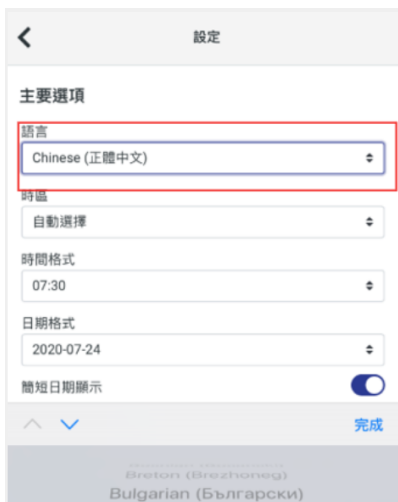 設定
主要選項
語言
Chinese (正體中文)
時區
自動選擇
時間格式
07:30
日期格式
2020-07-24
簡短日期顯示
完成
Breton (Brezhoneg)
Bulgarian (Български)